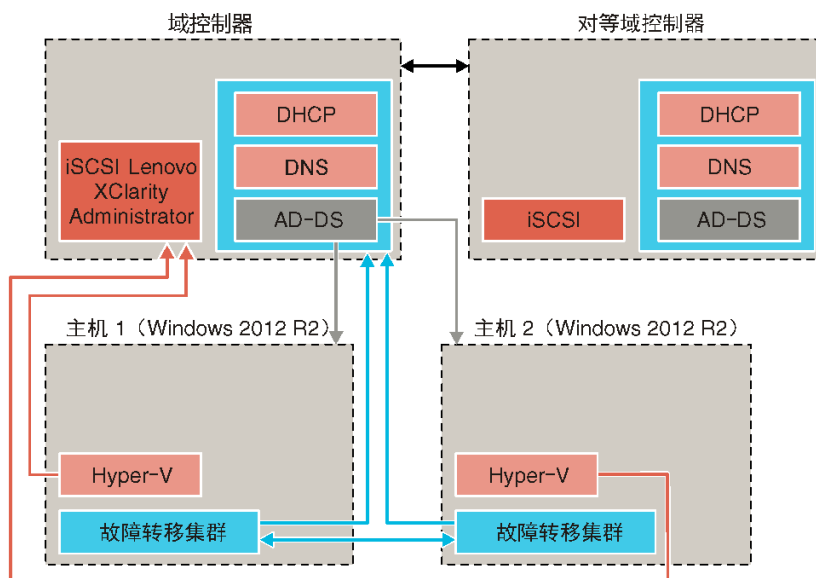 域控制器
对等域控制器
DHCP
DNS
AD-DS
iSCSI Lenovo
XClarity
Administrator
DHCP
DNS
AD-DS
iSCSI
主机 1（Windows 2012 R2）
主机 2（Windows 2012 R2）
Hyper-V
故障转移集群
Hyper-V
故障转移集群